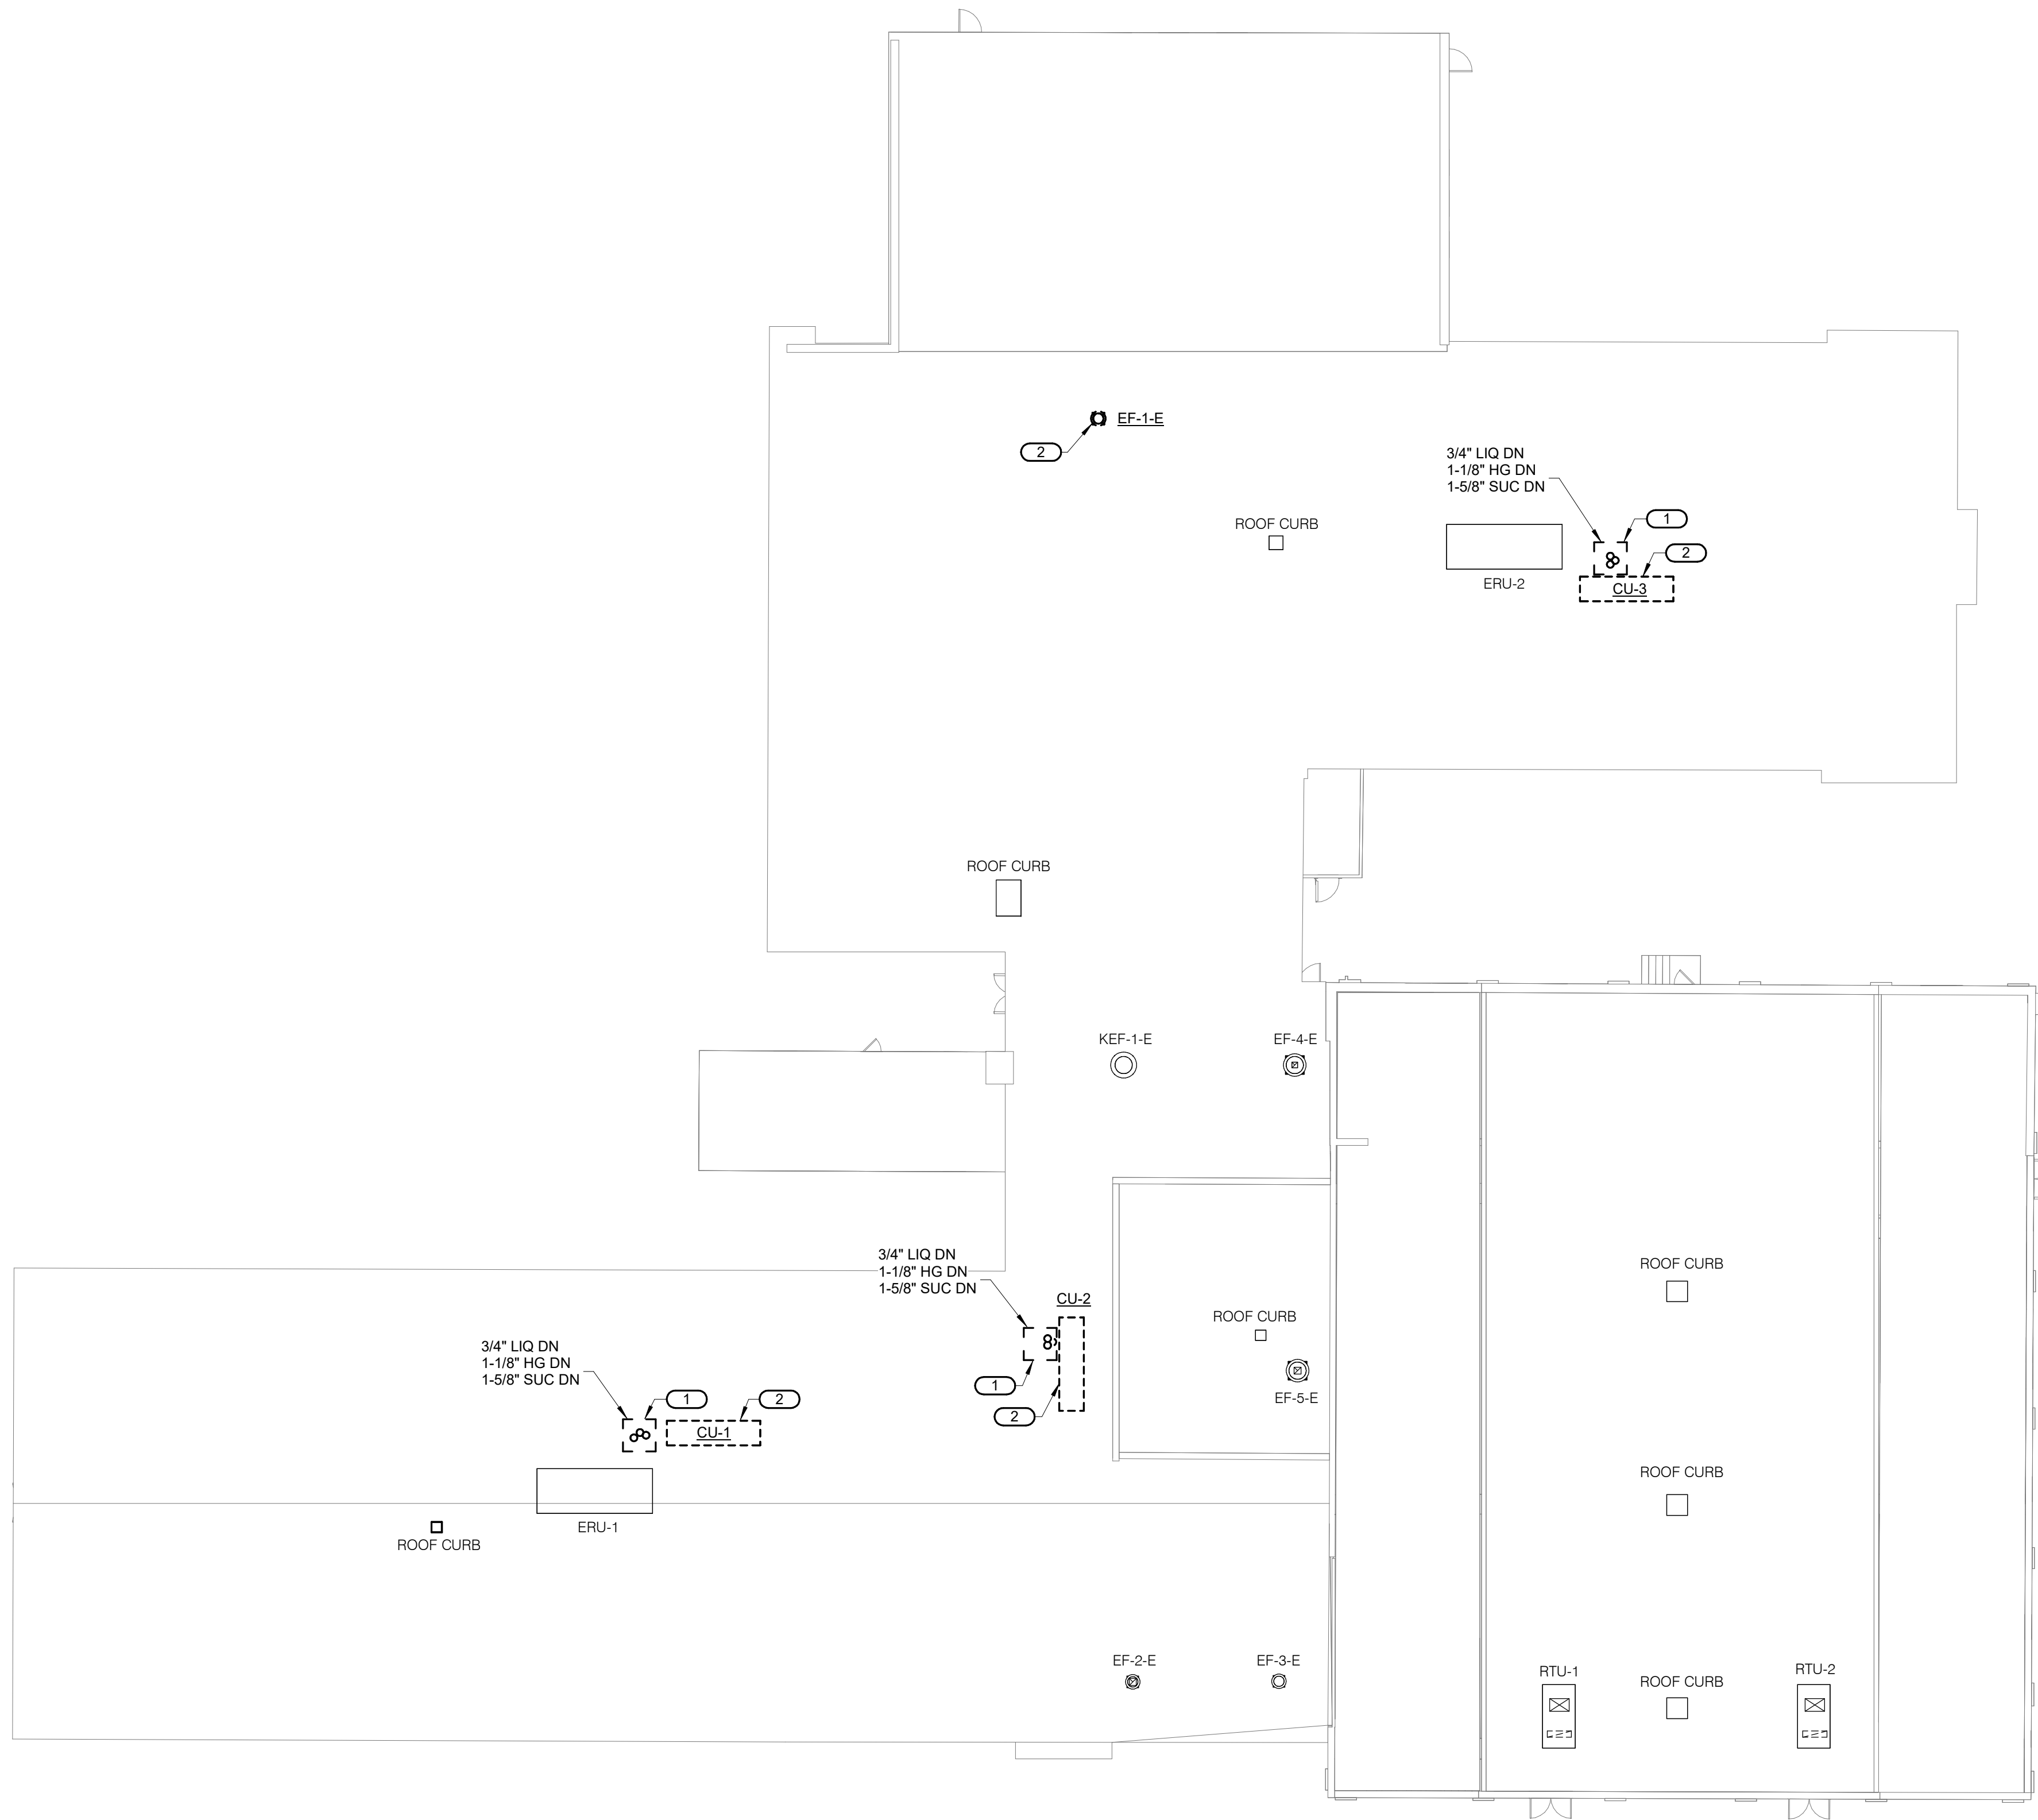 EF-1-E
2
3/4" LIQ DN
1-1/8" HG DN
1-5/8" SUC DN
1
2
ROOF CURB
ERU-2
CU-3
ROOF CURB
KEF-1-E
EF-4-E
3/4" LIQ DN
1-1/8" HG DN
1-5/8" SUC DN
CU-2
1
2
ROOF CURB
EF-5-E
ROOF CURB
3/4" LIQ DN
1-1/8" HG DN
1-5/8" SUC DN
1
2
CU-1
ERU-1
ROOF CURB
ROOF CURB
EF-2-E
EF-3-E
RTU-1
ROOF CURB
RTU-2